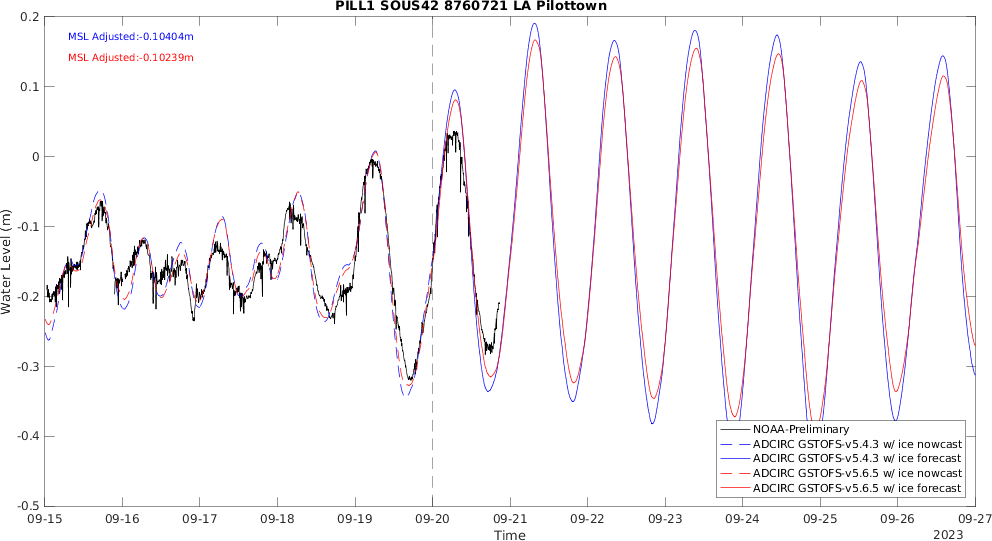 PILL1 SOUS42 8760721 LA Pilottown
MSL Adjusted:-0.10404m
MSL Adjusted:-0.10239m
0.2
0.1
0
-0.1
-0.2
-0.3
-0.4
-0.5
Water Level (m)
NOAA-Preliminary
ADCIRC GSTOFS-v5.4.3 w/ ice nowcast
ADCIRC GSTOFS-v5.4.3 w/ ice forecast
ADCIRC GSTOFS-v5.6.5 w/ ice nowcast
ADCIRC GSTOFS-v5.6.5 w/ ice forecast
09-15 09-16 09-17 09-18 09-19 09-20 09-21 09-22 09-23 09-24 09-25 09-26 09-27
Time
2023